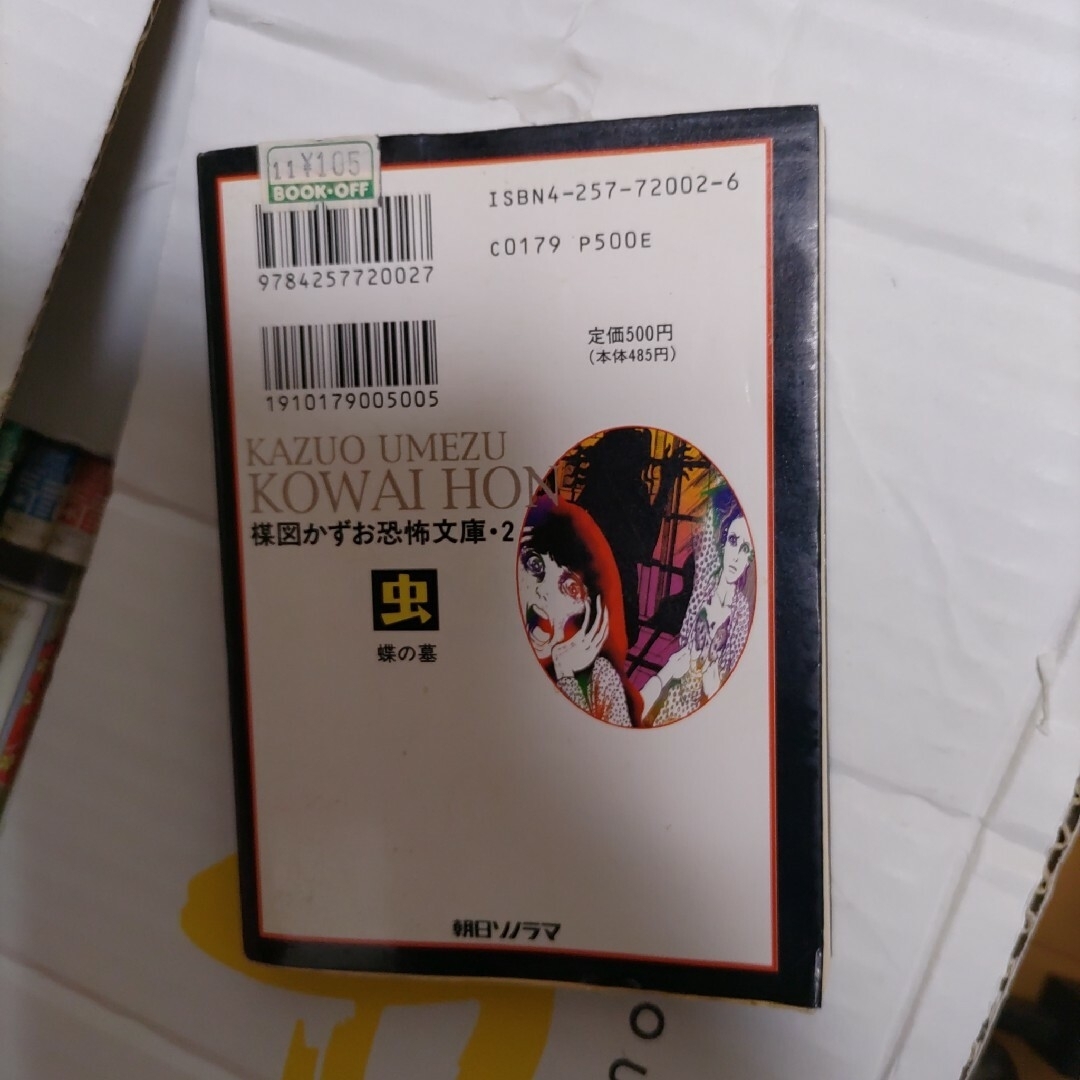 11 ¥105
BOOK・OFF
ISBN4-257-72002-6
C0179 P500E
9784257720027
定価500円
(本体485円)
1910179005005
KAZUO UMEZU
KOWAI HON
楳図かずお恐怖文庫・2
虫
蝶の墓
朝日ソノラマ
no